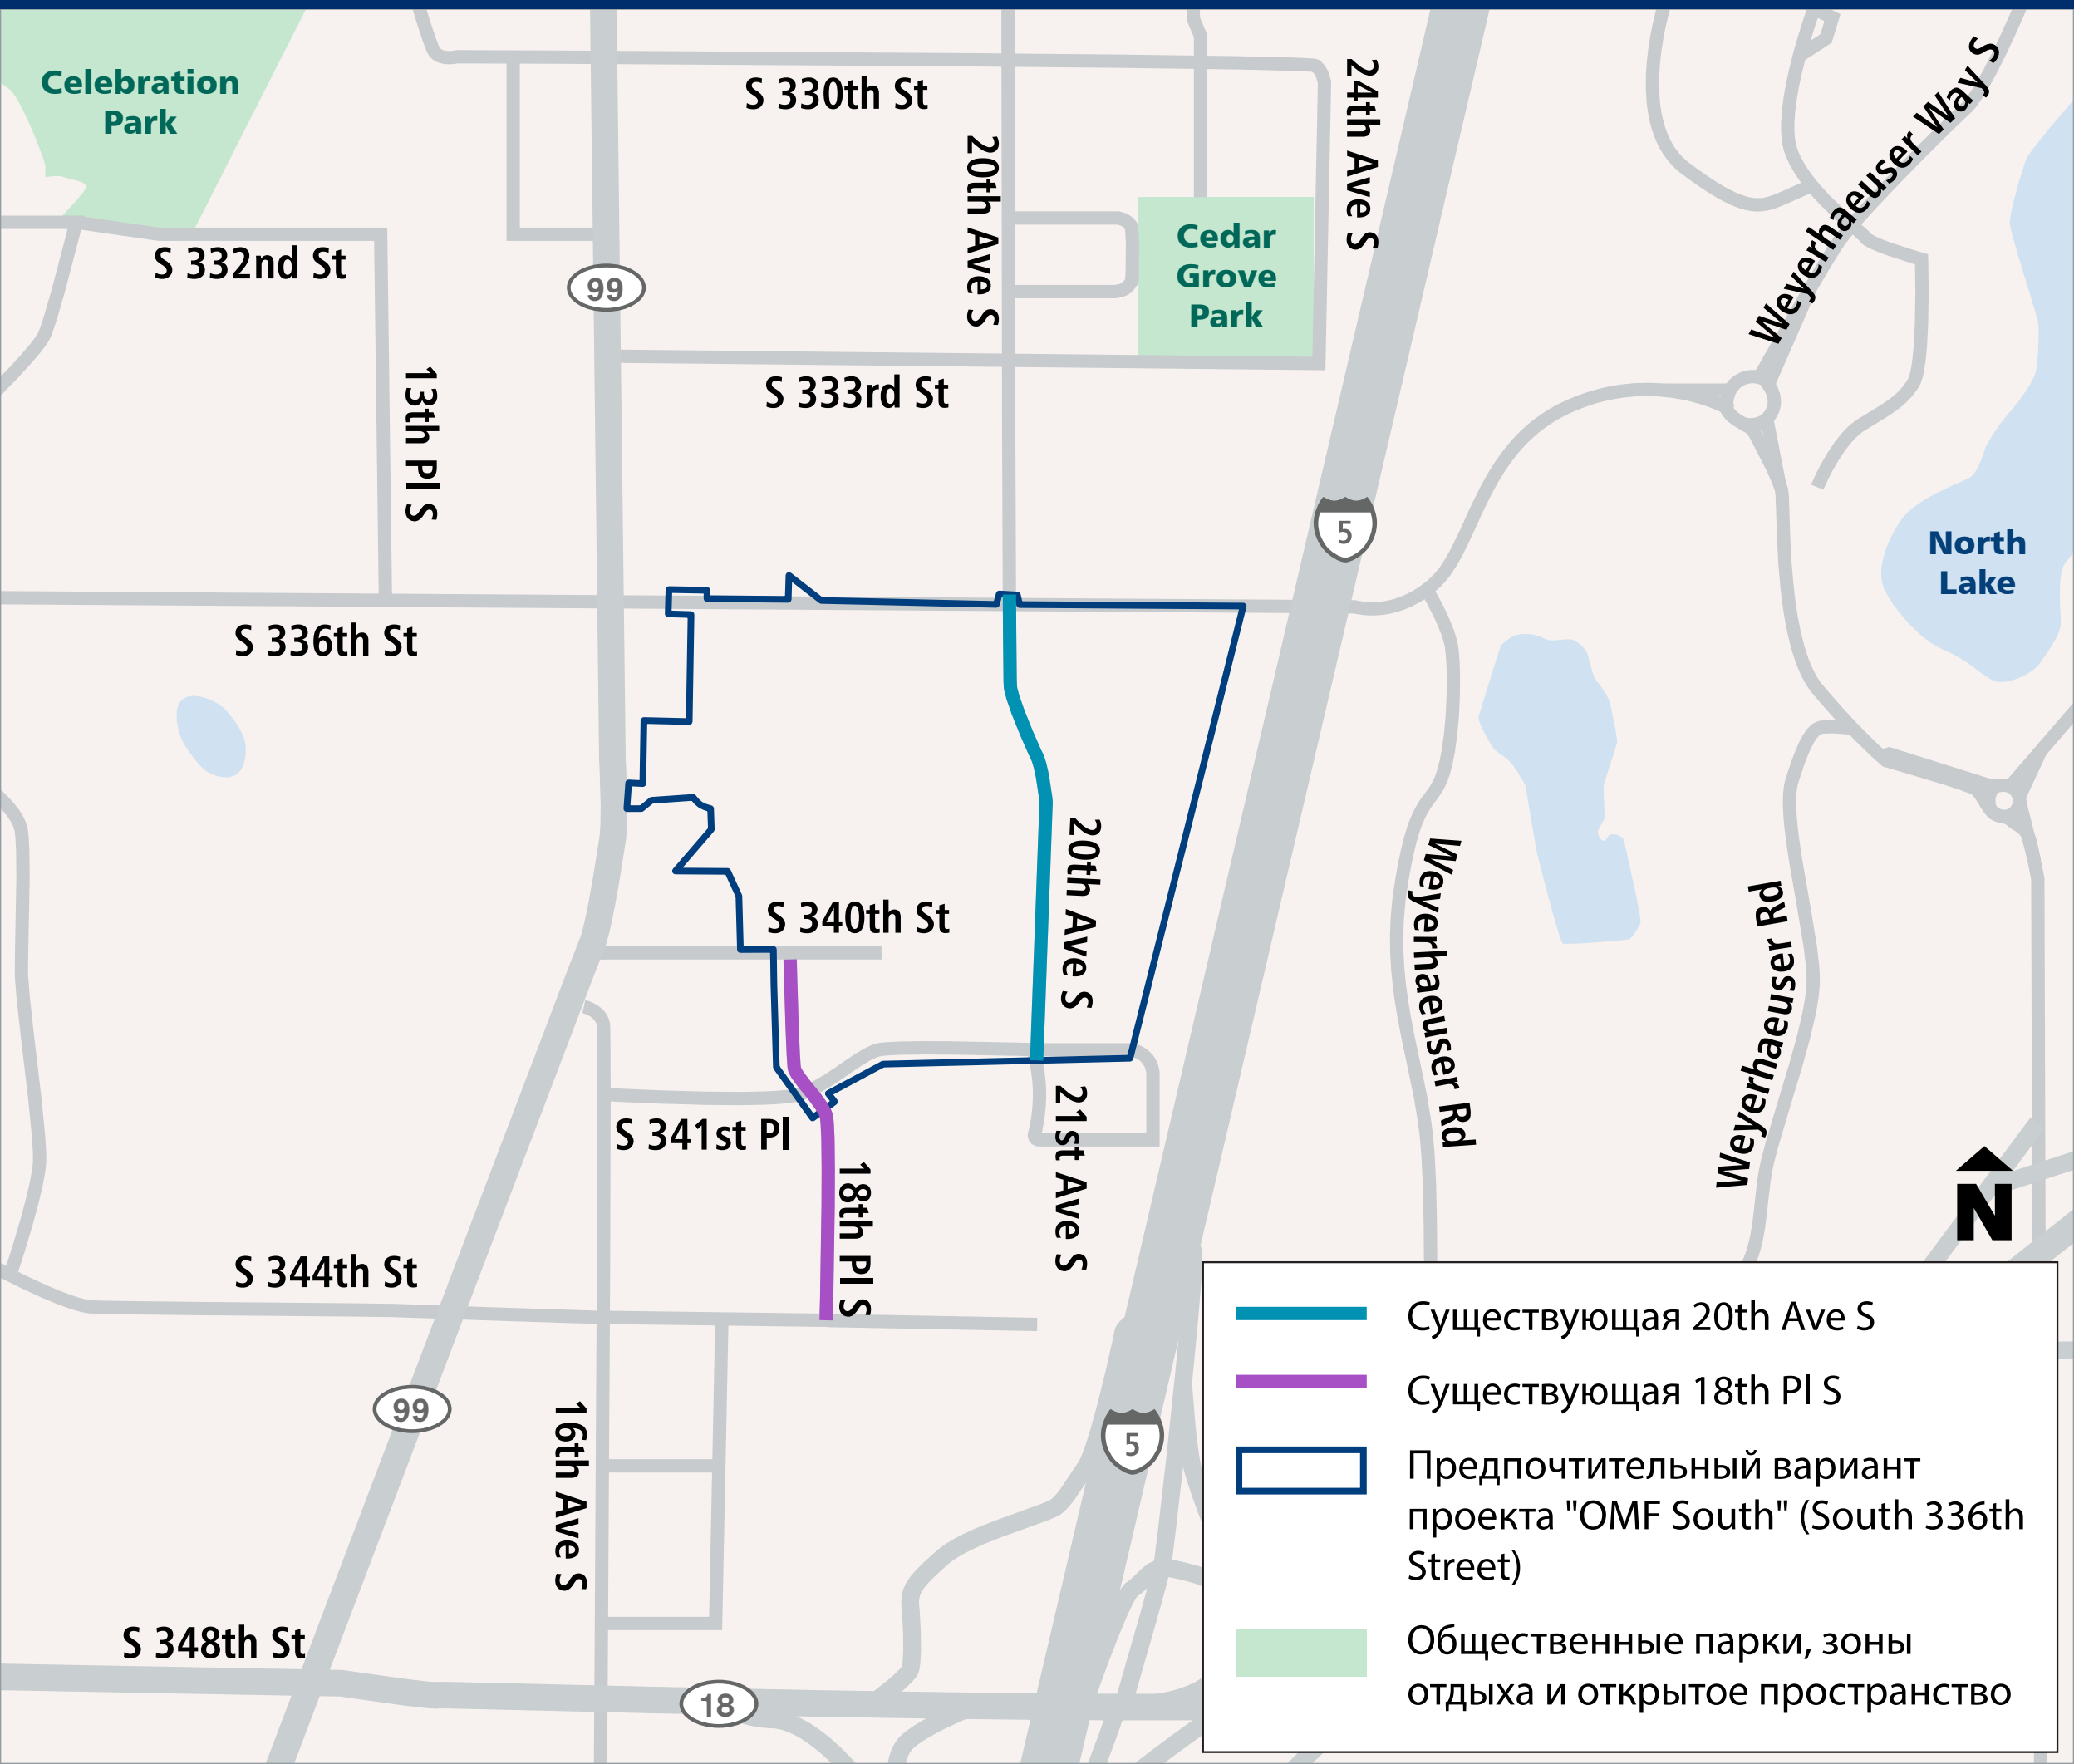 Celebration
Park
S 330th St
20th Ave S
24th Ave S
Weyerhaeuser Way S
S 332nd St
99
Cedar
Grove
Park
13th Pl S
S 333rd St
5
North
Lake
S 336th St
20th Ave S
S 340th St
Weyerhaeuser Rd
Weyerhaeuser Rd
S 341st Pl
18th Pl S
21st Ave S
N
S 344th St
99
16th Ave S
5
S 348th St
18
Существующая 20th Ave S
Существующая 18th Pl S
Предпочтительный вариант
проекта "OMF South" (South 336th
Street)
Общественные парки, зоны
отдыха и открытое пространство